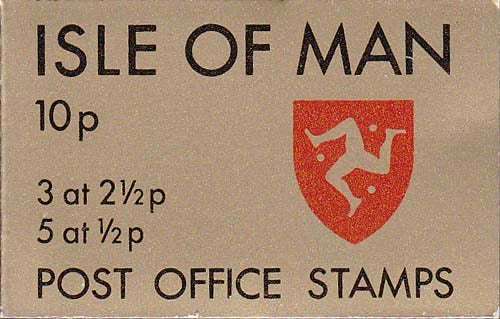 ISLE OF MAN
10p
3 at 2½p
5 at ½p
POST OFFICE STAMPS